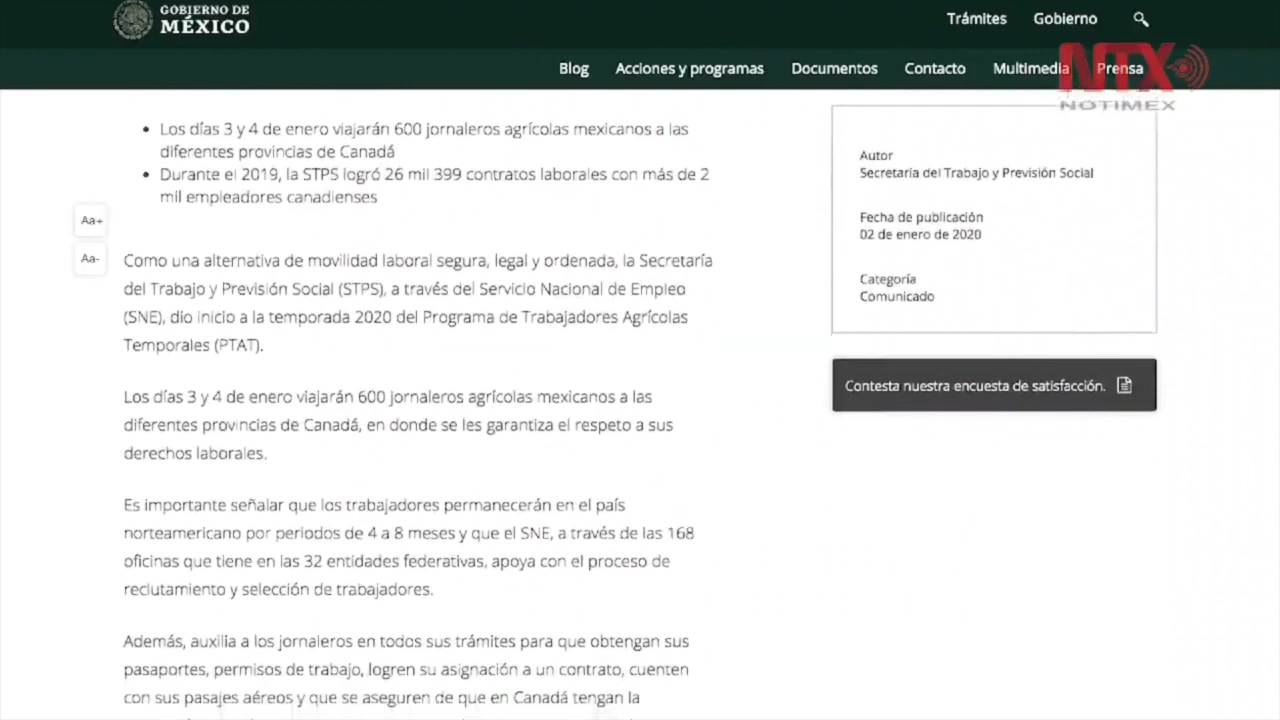 GOBIERNO DE
MÉXICO
Trámites Gobierno
Blog Acciones y programas Documentos Contacto Multimedia Prensa
NTX
NOTIMEX
• Los días 3 y 4 de enero viajarán 600 jornaleros agrícolas mexicanos a las
diferentes provincias de Canadá
• Durante el 2019, la STPS logró 26 mil 399 contratos laborales con más de 2
mil empleadores canadienses
Aa+
Aa-
Como una alternativa de movilidad laboral segura, legal y ordenada, la Secretaría
del Trabajo y Previsión Social (STPS), a través del Servicio Nacional de Empleo
(SNE), dio inicio a la temporada 2020 del Programa de Trabajadores Agrícolas
Temporales (PTAT).
Los días 3 y 4 de enero viajarán 600 jornaleros agrícolas mexicanos a las
diferentes provincias de Canadá, en donde se les garantiza el respeto a sus
derechos laborales.
Es importante señalar que los trabajadores permanecerán en el país
norteamericano por periodos de 4 a 8 meses y que el SNE, a través de las 168
oficinas que tiene en las 32 entidades federativas, apoya con el proceso de
reclutamiento y selección de trabajadores.
Además, auxilia a los jornaleros en todos sus trámites para que obtengan sus
pasaportes, permisos de trabajo, logren su asignación a un contrato, cuenten
con sus pasajes aéreos y que se aseguren de que en Canadá tengan la
Autor
Secretaría del Trabajo y Previsión Social
Fecha de publicación
02 de enero de 2020
Categoría
Comunicado
Contesta nuestra encuesta de satisfacción.